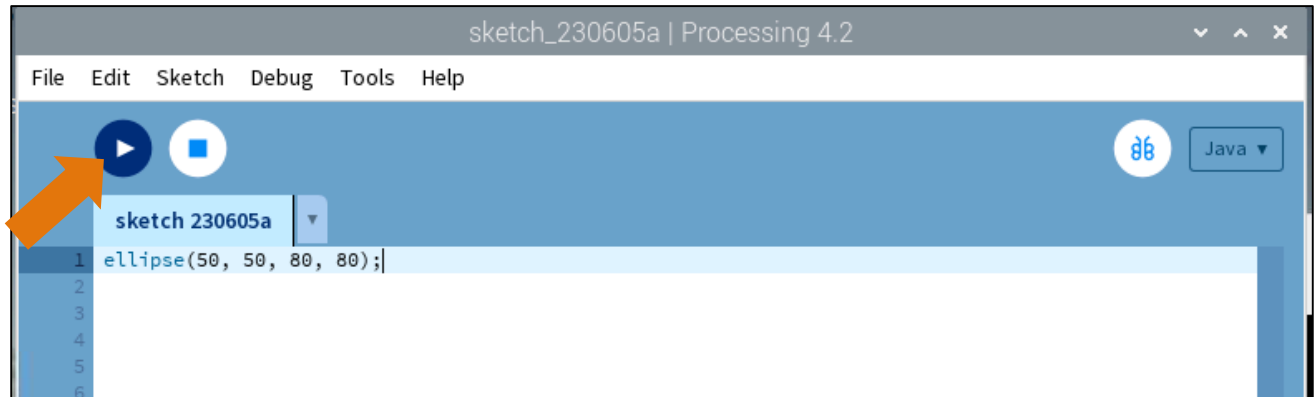 sketch_230605a | Processing 4.2
File Edit Sketch Debug Tools Help
Java ▾
sketch 230605a ▾
1 ellipse(50, 50, 80, 80);
2
3
4
5
6